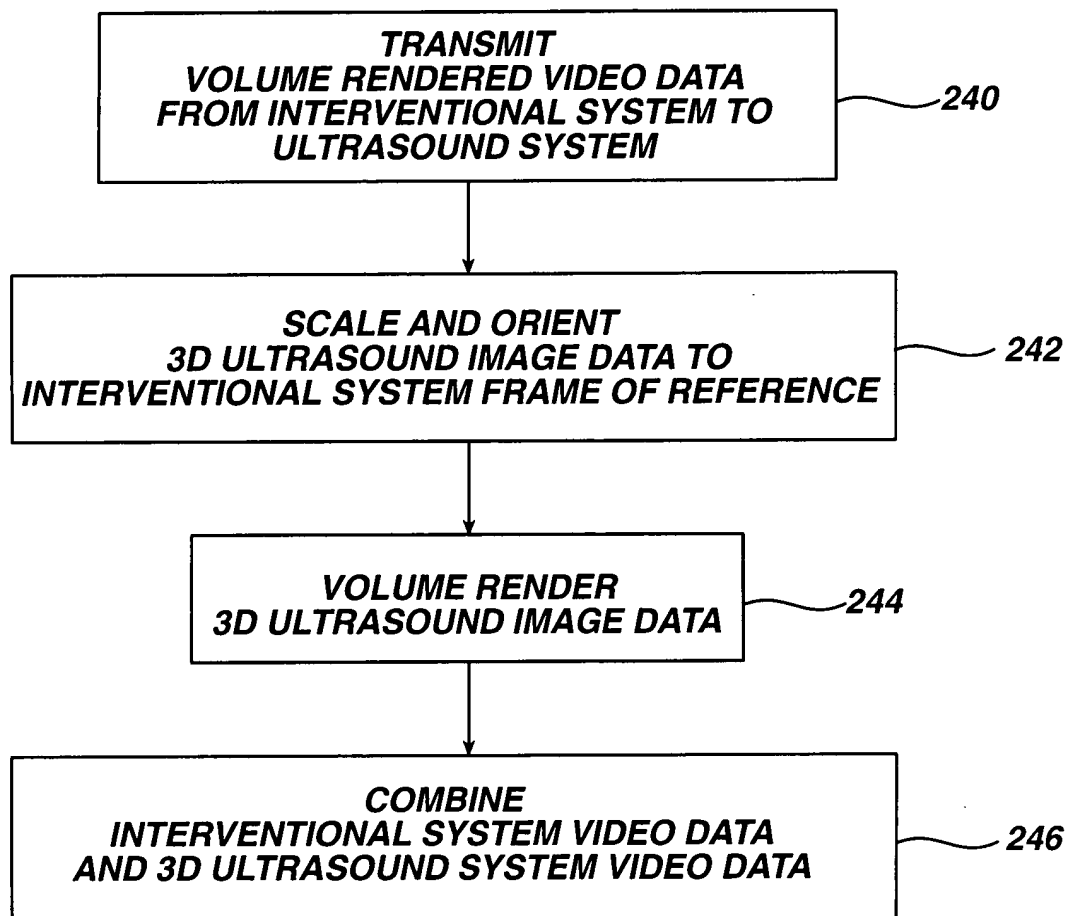 TRANSMIT
VOLUME RENDERED VIDEO DATA
FROM INTERVENTIONAL SYSTEM TO
ULTRASOUND SYSTEM
240
SCALE AND ORIENT
3D ULTRASOUND IMAGE DATA TO
INTERVENTIONAL SYSTEM FRAME OF REFERENCE
242
VOLUME RENDER
3D ULTRASOUND IMAGE DATA
244
COMBINE
INTERVENTIONAL SYSTEM VIDEO DATA
AND 3D ULTRASOUND SYSTEM VIDEO DATA
246